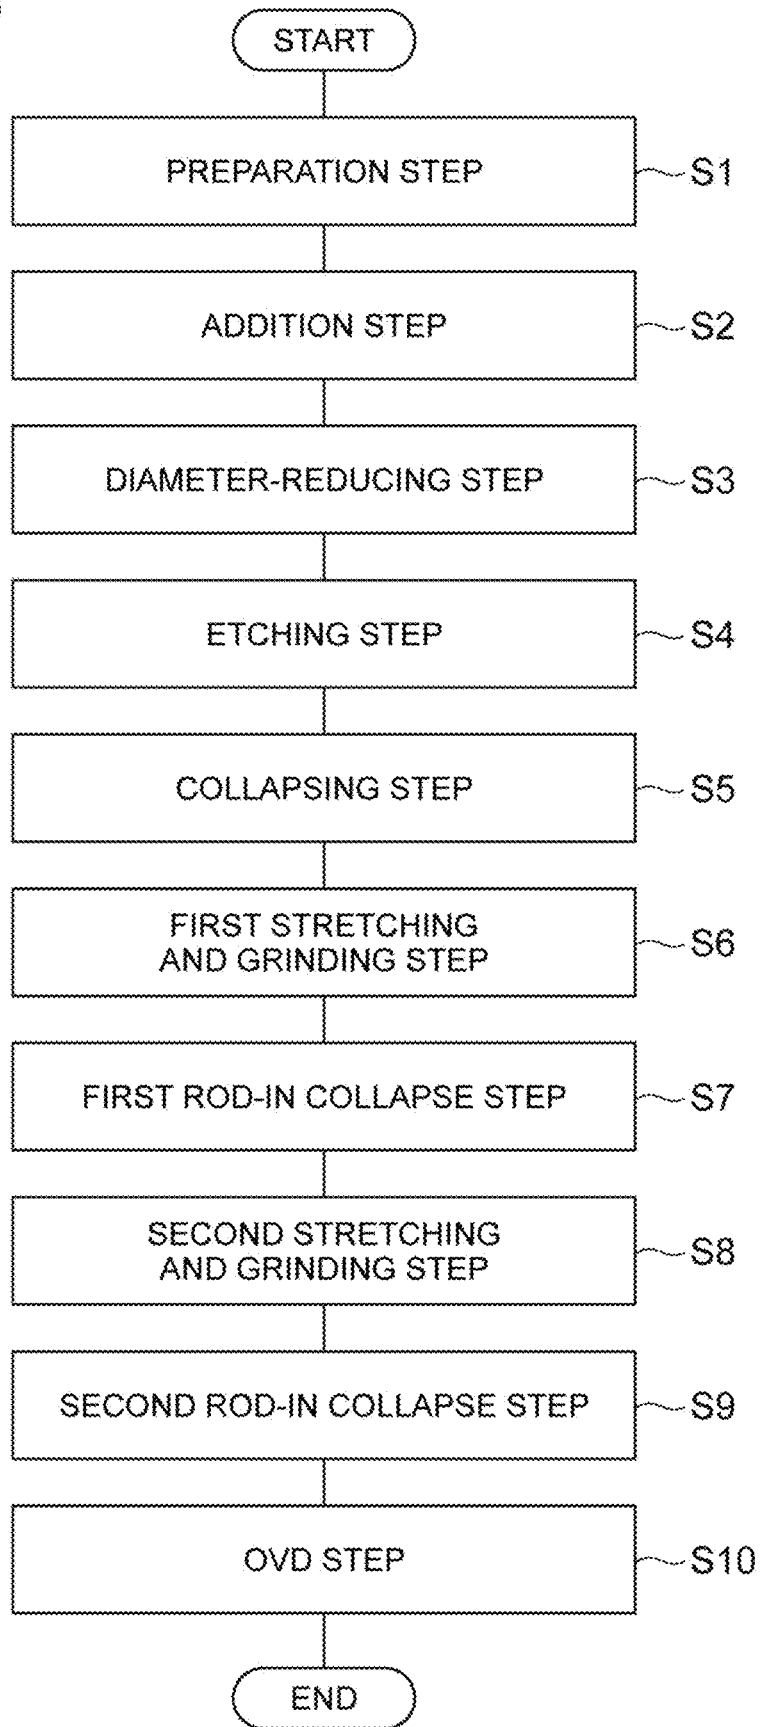 START
PREPARATION STEP
S1
ADDITION STEP
S2
DIAMETER-REDUCING STEP
S3
ETCHING STEP
S4
COLLAPSING STEP
S5
FIRST STRETCHING
AND GRINDING STEP
S6
FIRST ROD-IN COLLAPSE STEP
S7
SECOND STRETCHING
AND GRINDING STEP
S8
SECOND ROD-IN COLLAPSE STEP
S9
OVD STEP
S10
END